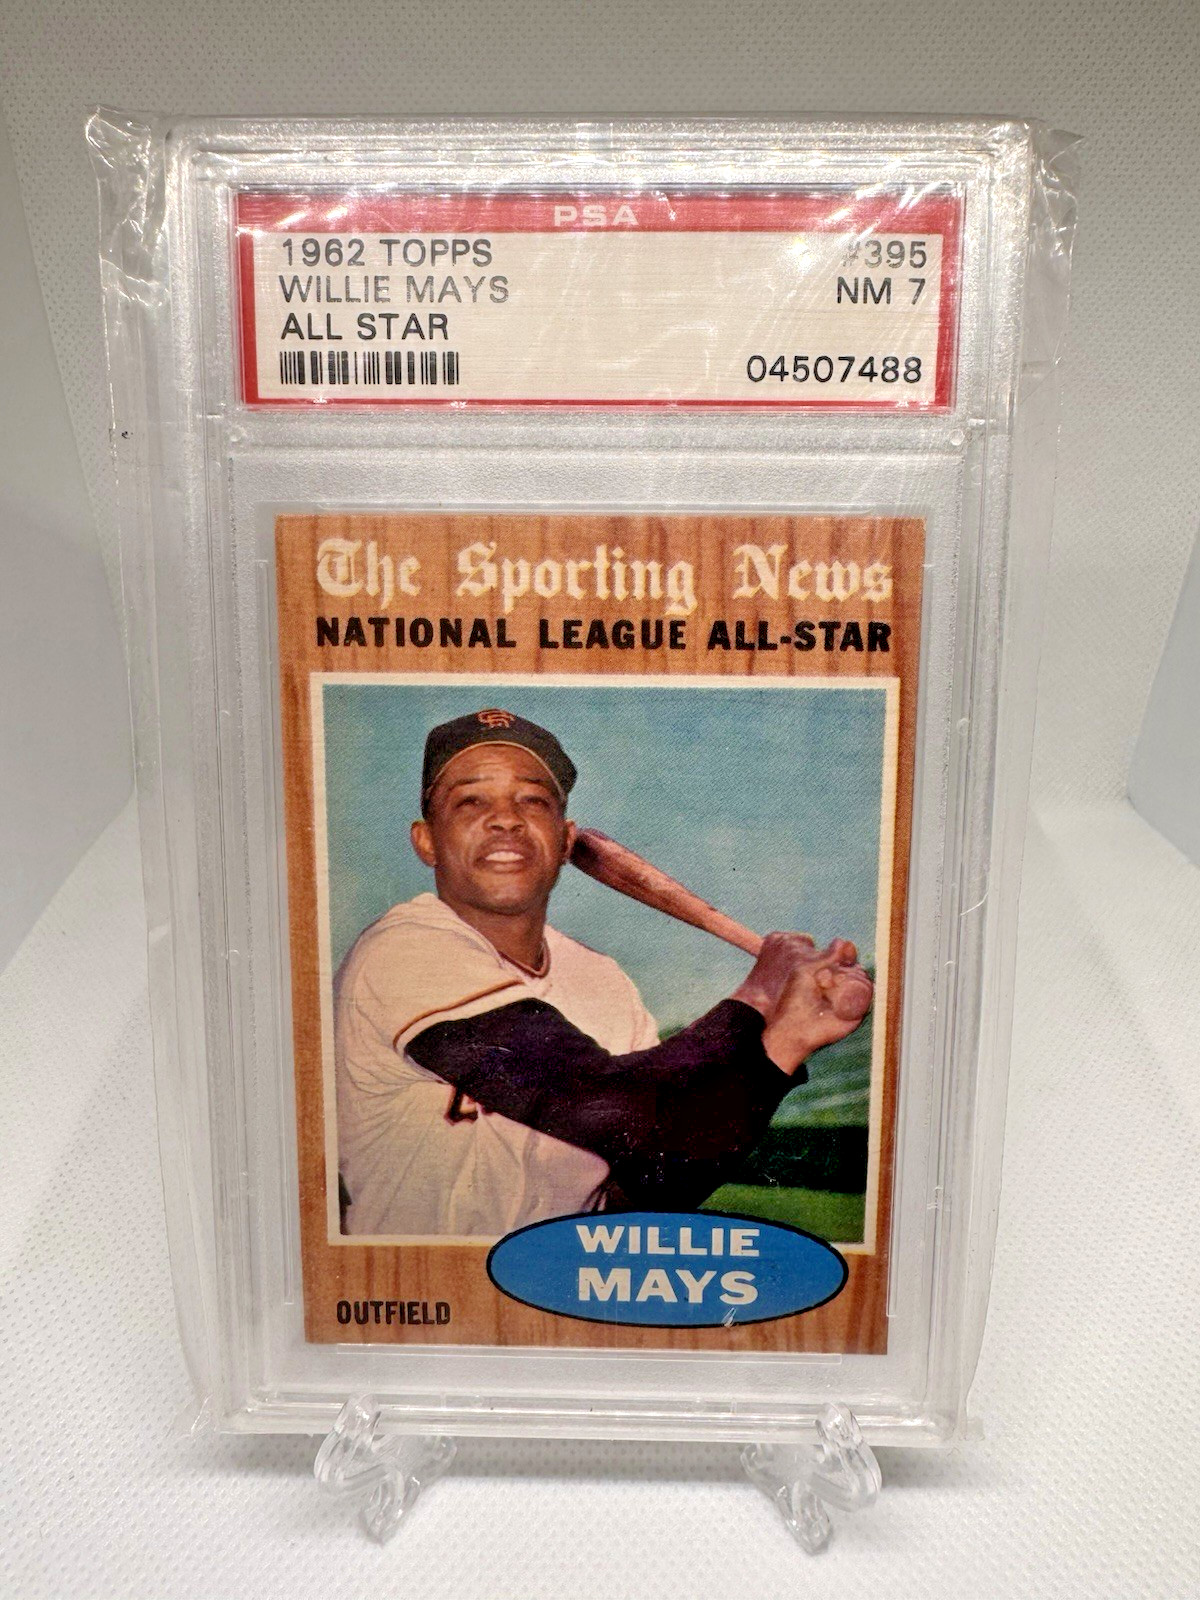 PSA
1962 TOPPS #395
WILLIE MAYS NM 7
ALL STAR
04507488
The Sporting News
NATIONAL LEAGUE ALL-STAR
SF
WILLIE
MAYS
OUTFIELD